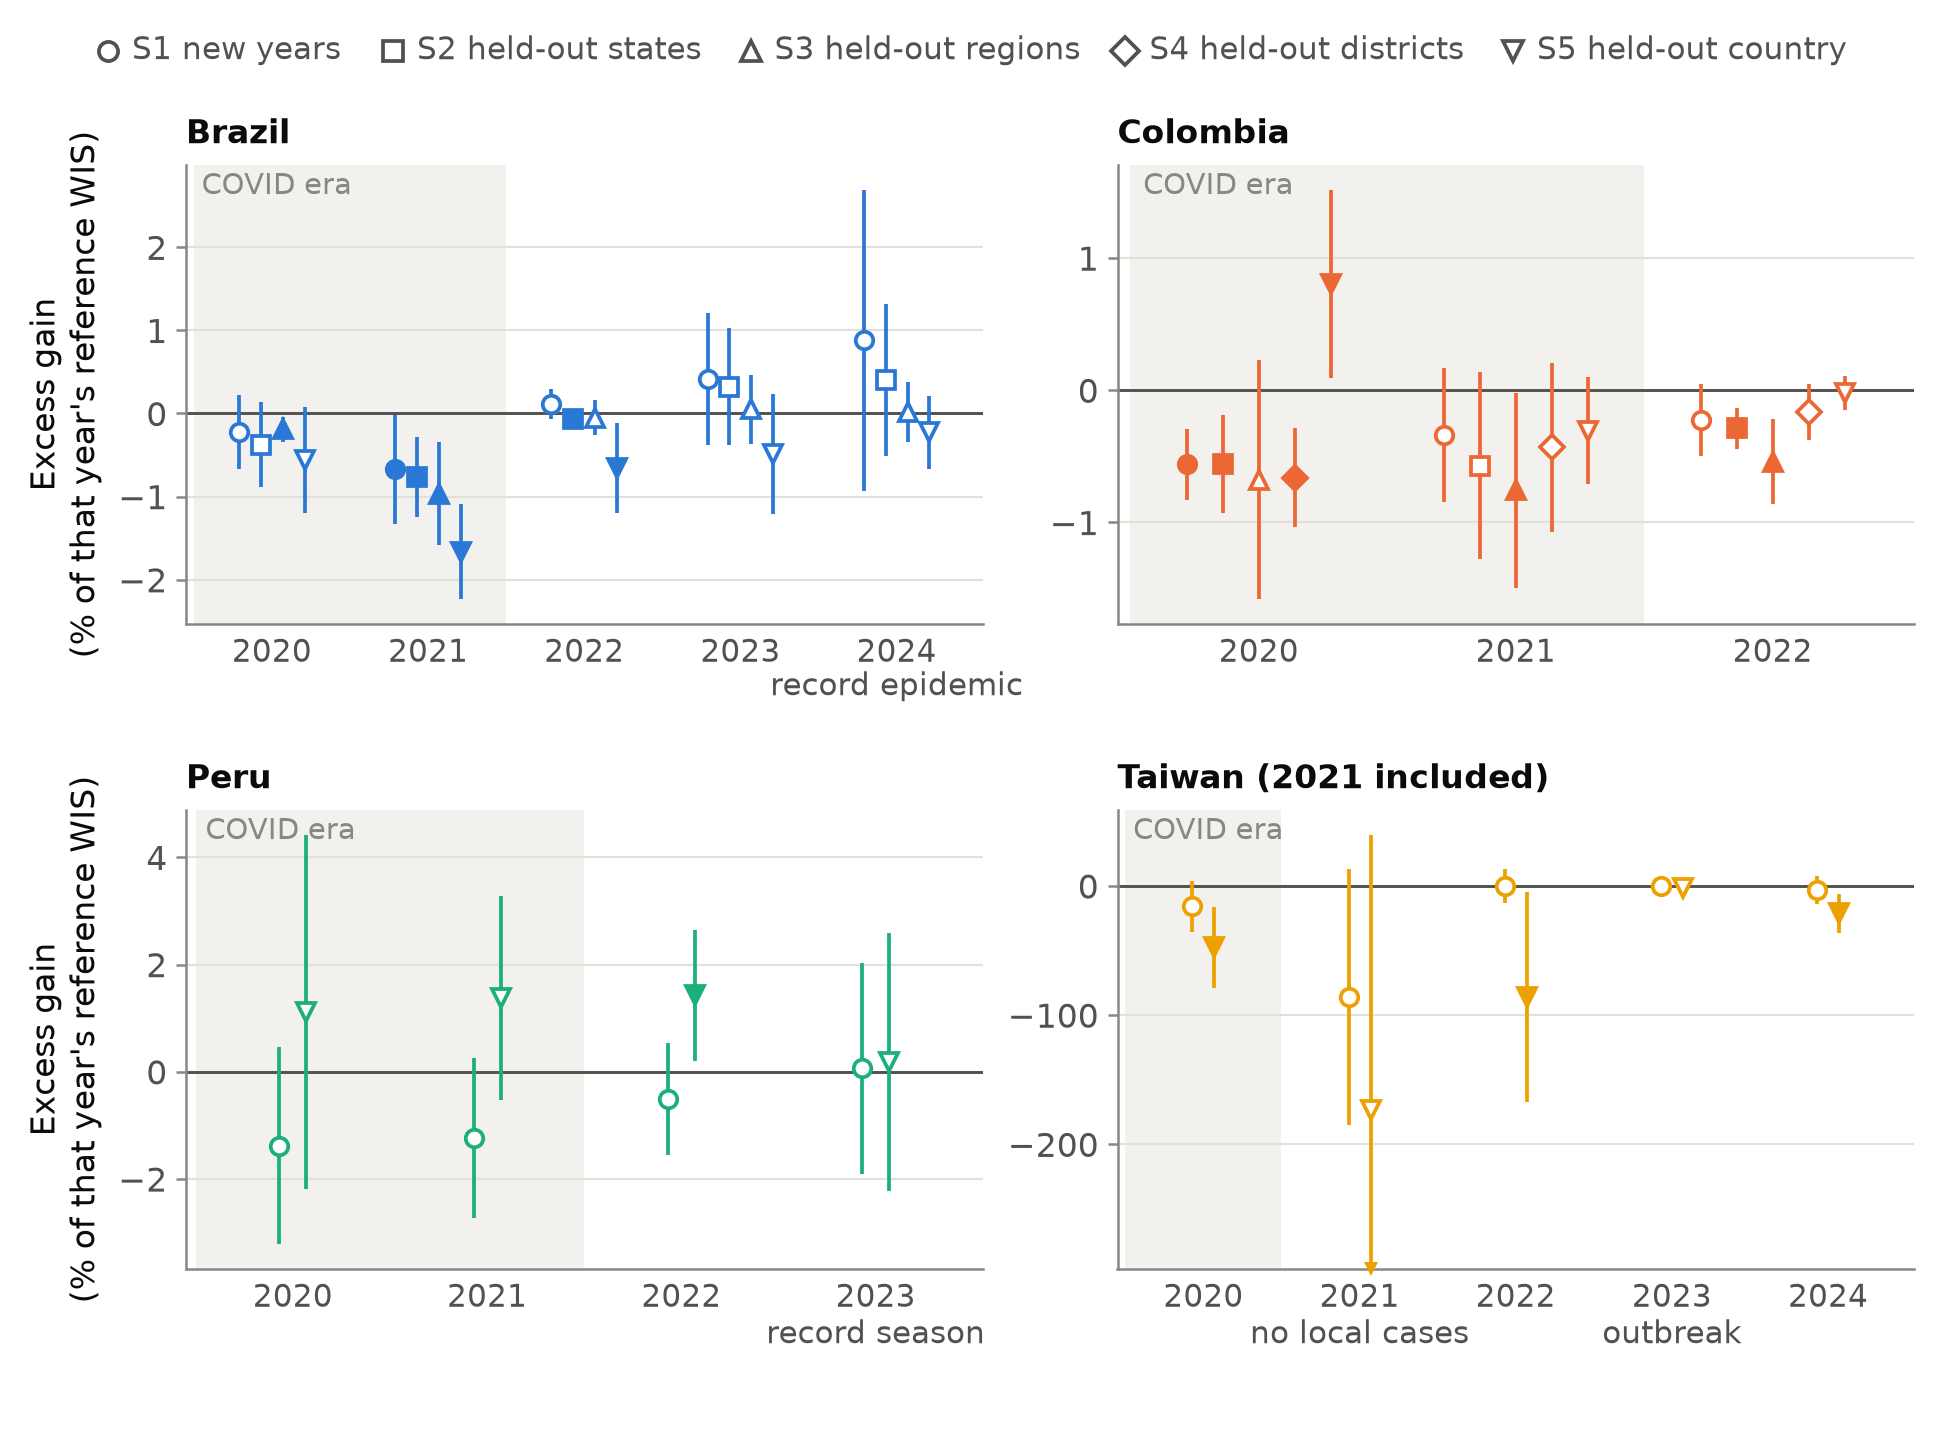 S1 new years S2 held-out states S3 held-out regions S4 held-out districts S5 held-out country
Brazil
Excess gain
(% of that year's reference WIS)
COVID era
2
1
0
−1
−2
2020 2021 2022 2023 2024
record epidemic
Colombia
COVID era
1
0
−1
2020 2021 2022
Peru
Excess gain
(% of that year's reference WIS)
COVID era
4
2
0
−2
2020 2021 2022 2023
record season
Taiwan (2021 included)
COVID era
0
−100
−200
2020 2021 2022 2023 2024
no local cases outbreak